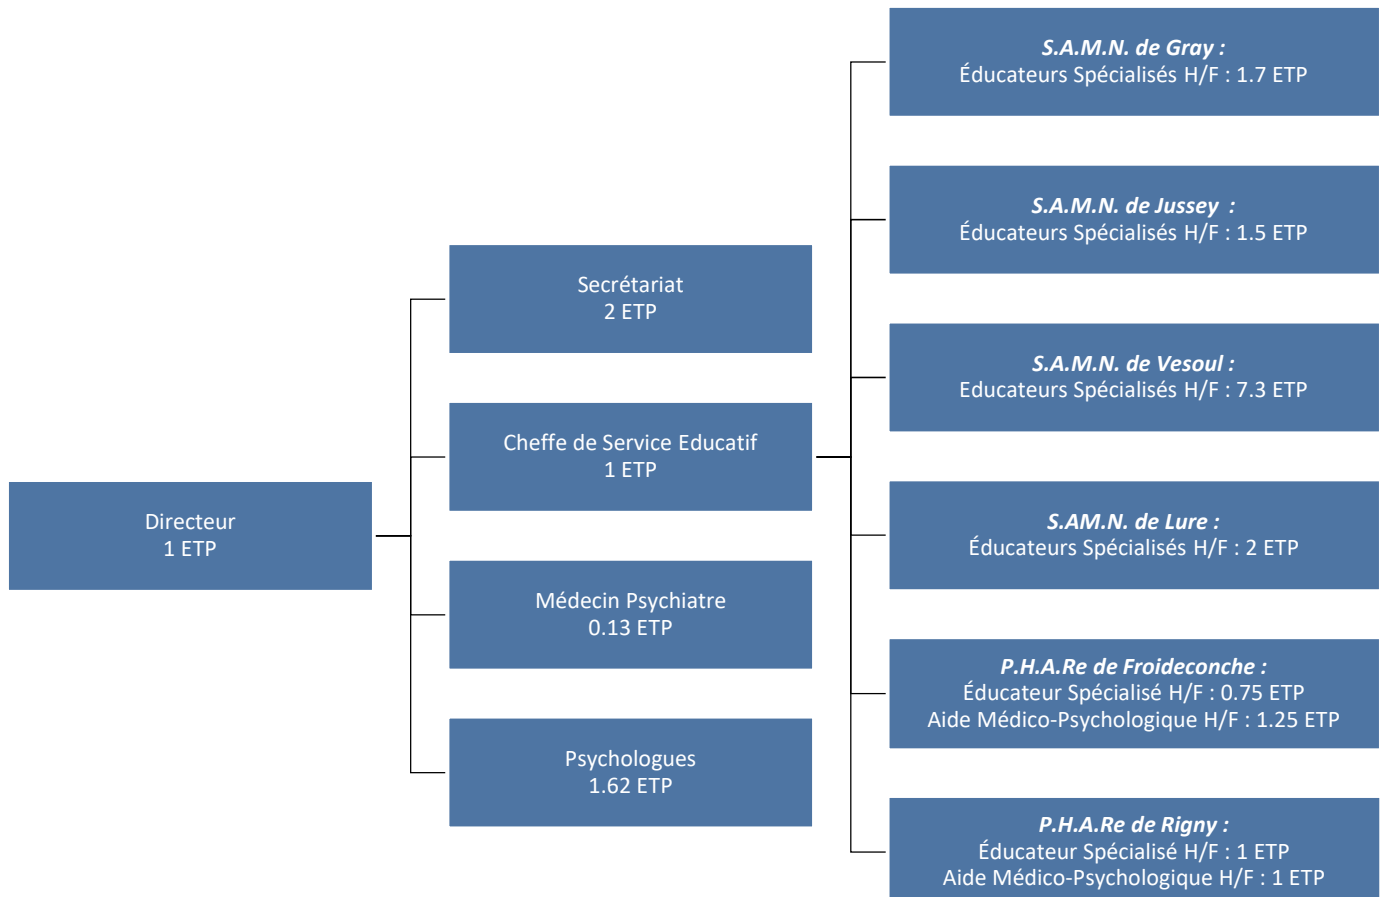 Directeur
1 ETP
Secrétariat
2 ETP
Cheffe de Service Educatif
1 ETP
Médecin Psychiatre
0.13 ETP
Psychologues
1.62 ETP
S.A.M.N. de Gray :
Éducateurs Spécialisés H/F : 1.7 ETP
S.A.M.N. de Jussey :
Éducateurs Spécialisés H/F : 1.5 ETP
S.A.M.N. de Vesoul :
Educateurs Spécialisés H/F : 7.3 ETP
S.AM.N. de Lure :
Éducateurs Spécialisés H/F : 2 ETP
P.H.A.Re de Froideconche :
Éducateur Spécialisé H/F : 0.75 ETP
Aide Médico-Psychologique H/F : 1.25 ETP
P.H.A.Re de Rigny :
Éducateur Spécialisé H/F : 1 ETP
Aide Médico-Psychologique H/F : 1 ETP